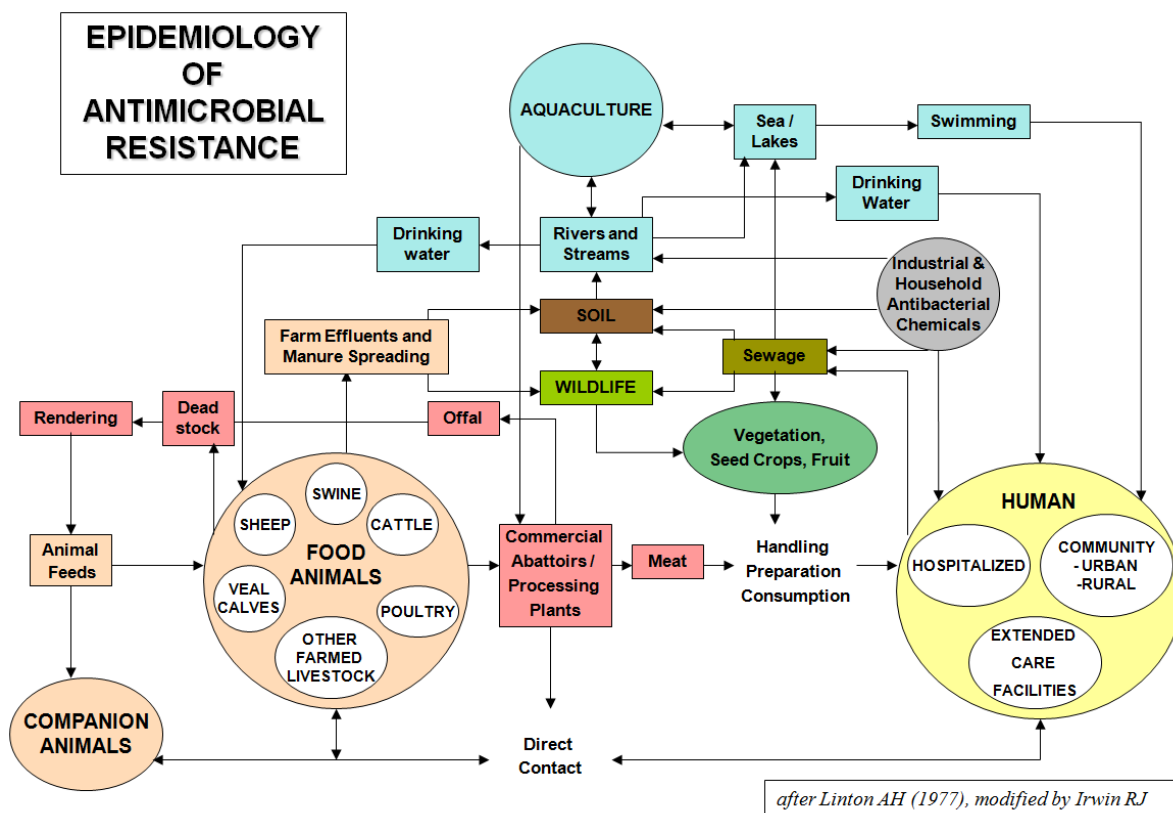 EPIDEMIOLOGY
OF
ANTIMICROBIAL
RESISTANCE
AQUACULTURE
Sea /
Lakes
Swimming
Drinking
Water
Drinking
water
Rivers and
Streams
Industrial &
Household
Antibacterial
Chemicals
SOIL
Farm Effluents and
Manure Spreading
Sewage
WILDLIFE
Rendering
Dead
stock
Offal
Vegetation,
Seed Crops, Fruit
Animal
Feeds
SWINE
SHEEP
CATTLE
FOOD
ANIMALS
VEAL
CALVES
POULTRY
OTHER
FARMED
LIVESTOCK
Commercial
Abattoirs /
Processing
Plants
Meat
Handling
Preparation
Consumption
HUMAN
HOSPITALIZED
COMMUNITY
- URBAN
-RURAL
EXTENDED
CARE
FACILITIES
COMPANION
ANIMALS
Direct
Contact
after Linton AH (1977), modified by Irwin RJ